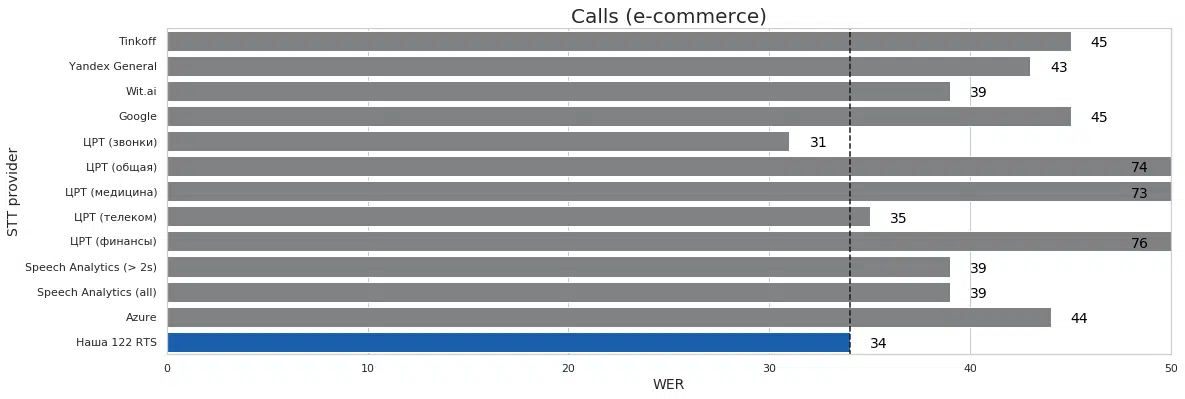 Calls (e-commerce)
STT provider
Tinkoff 45
Yandex General 43
Wit.ai 39
Google 45
ЦРТ (звонки) 31
ЦРТ (общая) 74
ЦРТ (медицина) 73
ЦРТ (телеком) 35
ЦРТ (финансы) 76
Speech Analytics (> 2s) 39
Speech Analytics (all) 39
Azure 44
Наша 122 RTS 34
0 10 20 30 40 50
WER